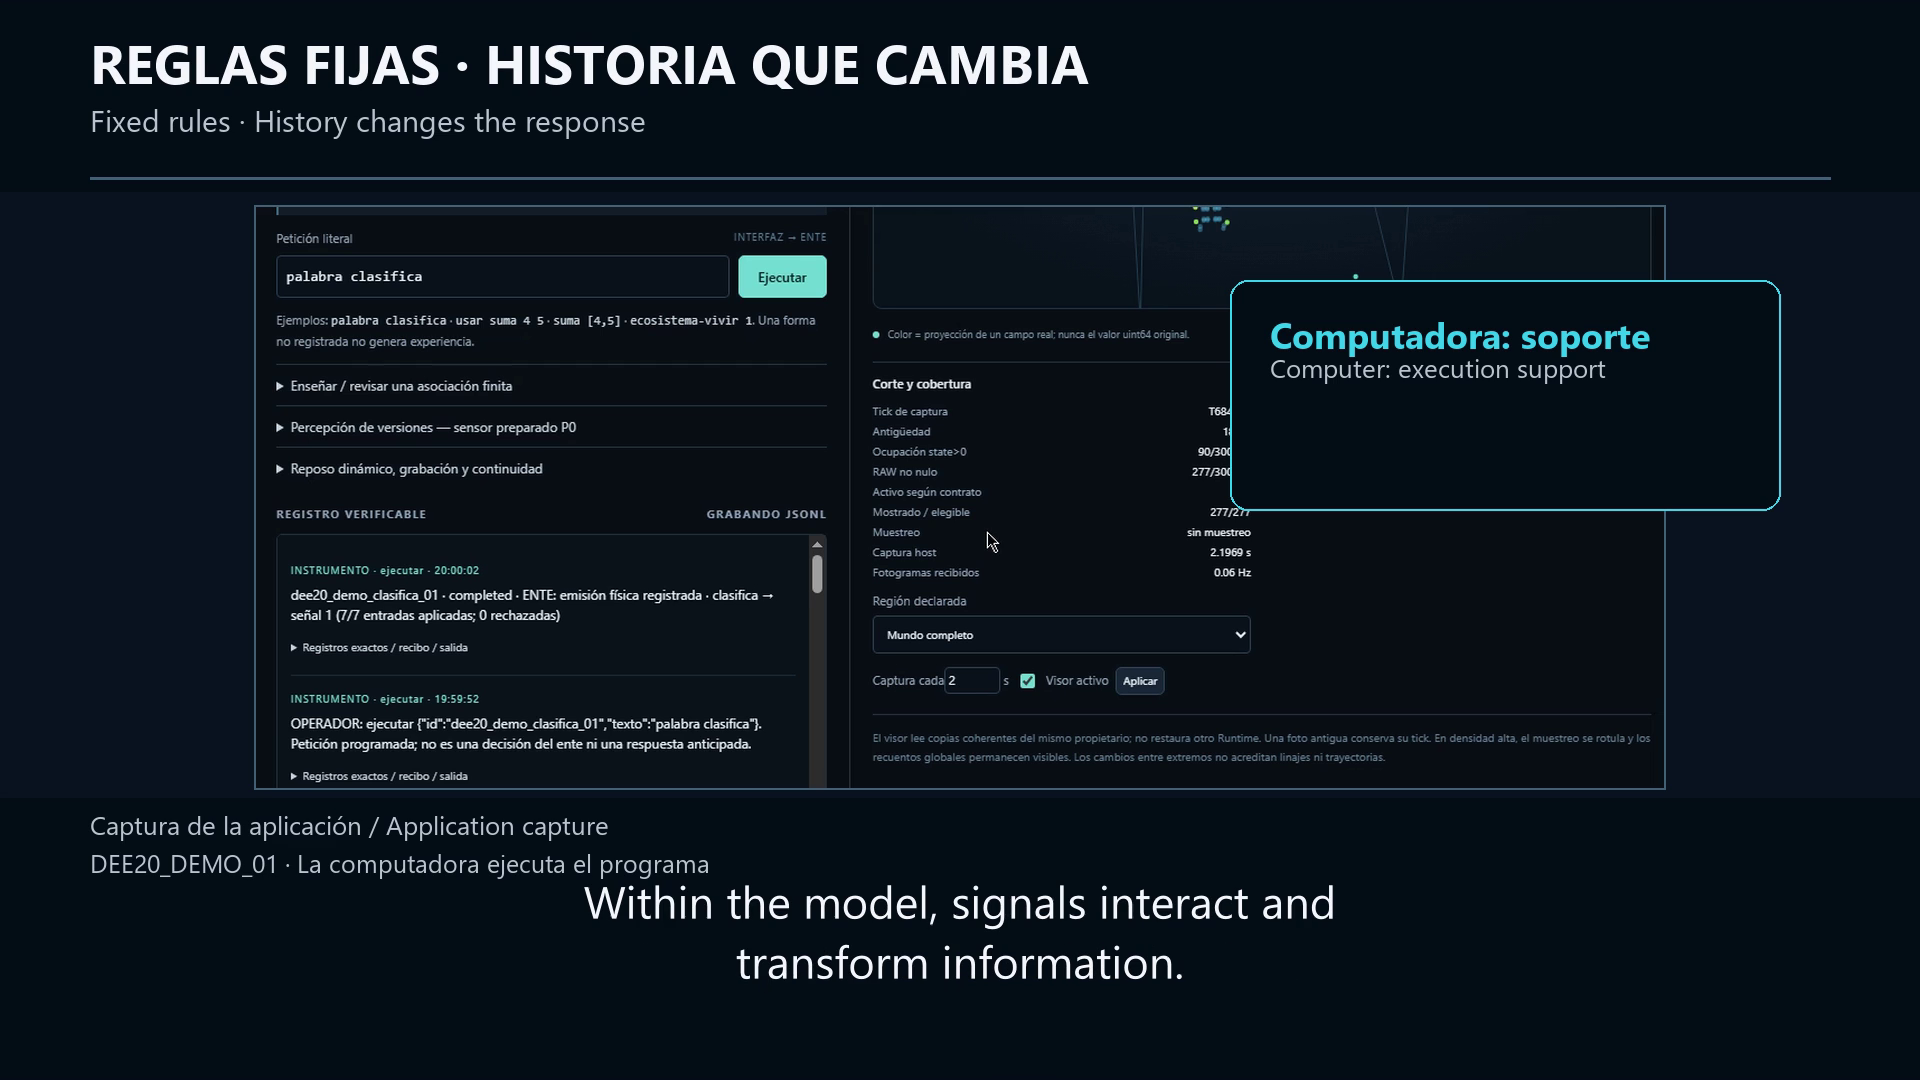 REGLAS FIJAS · HISTORIA QUE CAMBIA
Fixed rules · History changes the response
Petición literal
INTERFAZ → ENTE
palabra clasifica
Ejecutar
Ejemplos: palabra clasifica · usar suma 4 5 · suma [4,5] · ecosistema-vivir 1. Una forma
no registrada no genera experiencia.
▶ Enseñar / revisar una asociación finita
▶ Percepción de versiones — sensor preparado P0
▶ Reposo dinámico, grabación y continuidad
REGISTRO VERIFICABLE
GRABANDO JSONL
INSTRUMENTO · ejecutar · 20:00:02
dee20_demo_clasifica_01 · completed · ENTE: emisión física registrada · clasifica →
señal 1 (7/7 entradas aplicadas; 0 rechazadas)
▶ Registros exactos / recibo / salida
INSTRUMENTO · ejecutar · 19:59:52
OPERADOR: ejecutar {"id":"dee20_demo_clasifica_01","texto":"palabra clasifica"}.
Petición programada; no es una decisión del ente ni una respuesta anticipada.
▶ Registros exactos / recibo / salida
Color = proyección de un campo real; nunca el valor uint64 original.
Corte y cobertura
Tick de captura T684
Antigüedad
Ocupación state>0 90/300
RAW no nulo 277/300
Activo según contrato
Mostrado / elegible 277/277
Muestreo sin muestreo
Captura host 2.1969 s
Fotogramas recibidos 0.06 Hz
Región declarada
Mundo completo
Captura cada 2 s Visor activo Aplicar
El visor lee copias coherentes del mismo propietario; no restaura otro Runtime. Una foto antigua conserva su tick. En densidad alta, el muestreo se rotula y los
recuentos globales permanecen visibles. Los cambios entre extremos no acreditan linajes ni trayectorias.
Computadora: soporte
Computer: execution support
Captura de la aplicación / Application capture
DEE20_DEMO_01 · La computadora ejecuta el programa
Within the model, signals interact and
transform information.